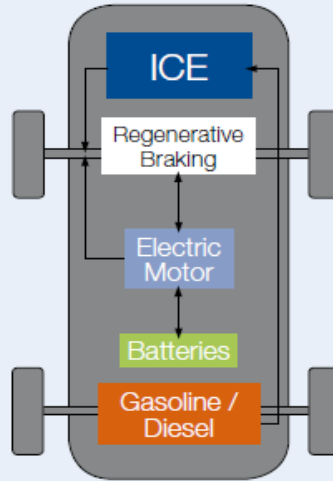 ICE
Regenerative
Braking
Electric
Motor
Batteries
Gasoline /
Diesel